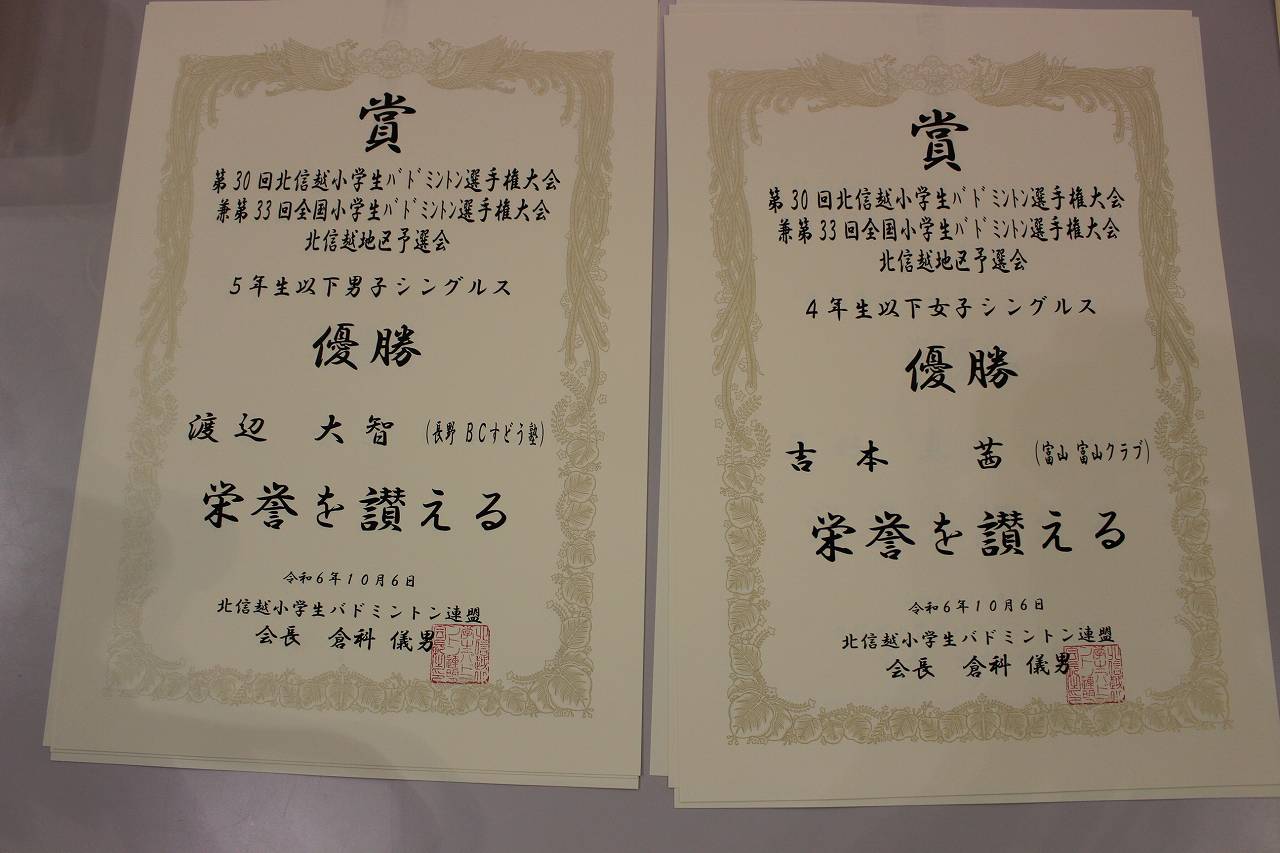 賞
第30回北信越小学生ﾊﾞﾄﾞﾐﾝﾄﾝ選手権大会
兼第33回全国小学生ﾊﾞﾄﾞﾐﾝﾄﾝ選手権大会
北信越地区予選会
5年生以下男子シングルス
優勝
渡辺 大智 (長野 BCすどう塾)
栄誉を讃える
令和6年10月6日
北信越小学生バドミントン連盟
会長 倉科 儀男
賞
第30回北信越小学生ﾊﾞﾄﾞﾐﾝﾄﾝ選手権大会
兼第33回全国小学生ﾊﾞﾄﾞﾐﾝﾄﾝ選手権大会
北信越地区予選会
4年生以下女子シングルス
優勝
吉本 茜 (富山 富山クラブ)
栄誉を讃える
令和6年10月6日
北信越小学生バドミントン連盟
会長 倉科 儀男